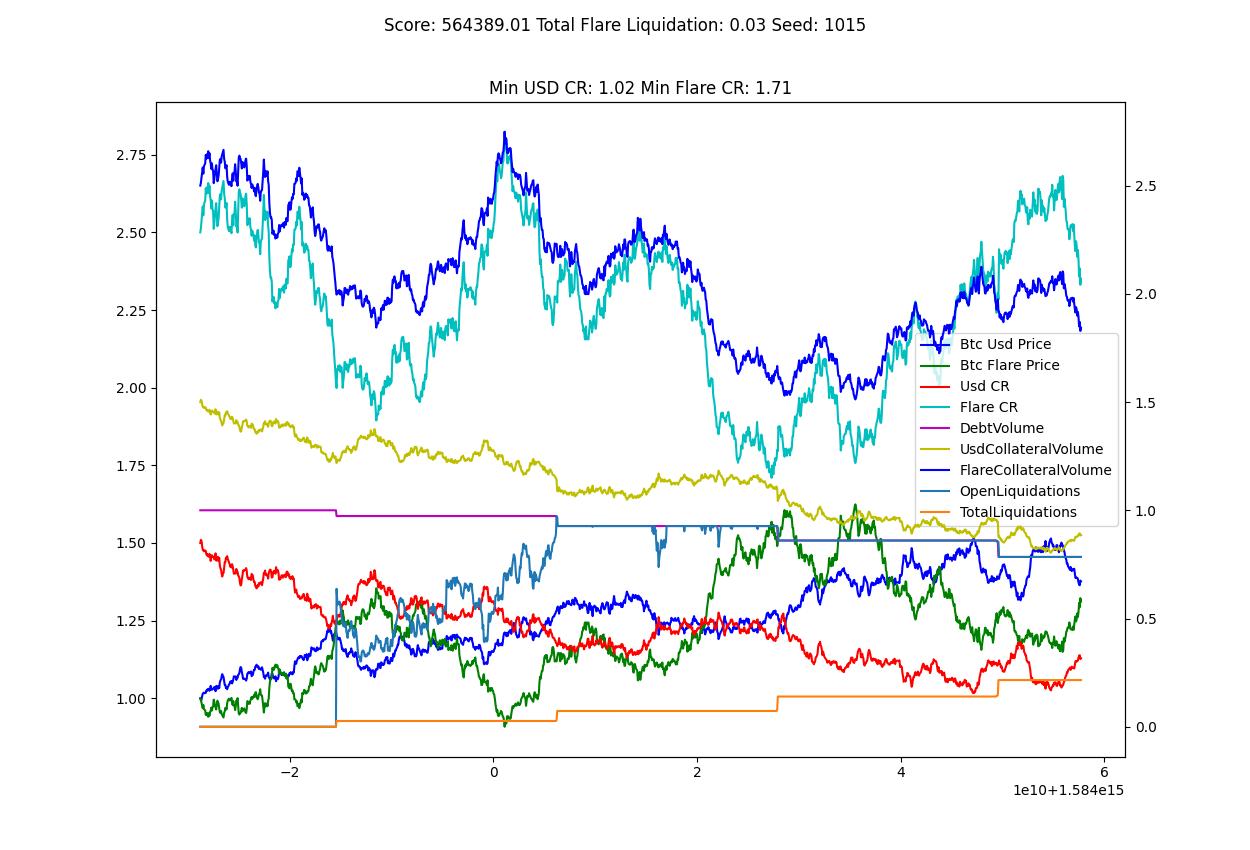 Score: 564389.01 Total Flare Liquidation: 0.03 Seed: 1015
Min USD CR: 1.02 Min Flare CR: 1.71
2.75
2.50
2.25
2.00
1.75
1.50
1.25
1.00
2.5
2.0
1.5
1.0
0.5
0.0
Btc Usd Price
Btc Flare Price
Usd CR
Flare CR
DebtVolume
UsdCollateralVolume
FlareCollateralVolume
OpenLiquidations
TotalLiquidations
−2 0 2 4 6
1e10+1.584e15